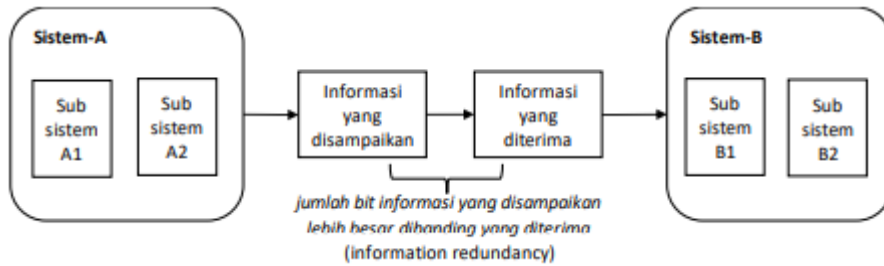 Sistem-A
Sub
sistem
A1
Sub
sistem
A2
Informasi
yang
disampaikan
Informasi
yang
diterima
Sistem-B
Sub
sistem
B1
Sub
sistem
B2
jumlah bit informasi yang disampaikan
lebih besar dibanding yang diterima
(information redundancy)